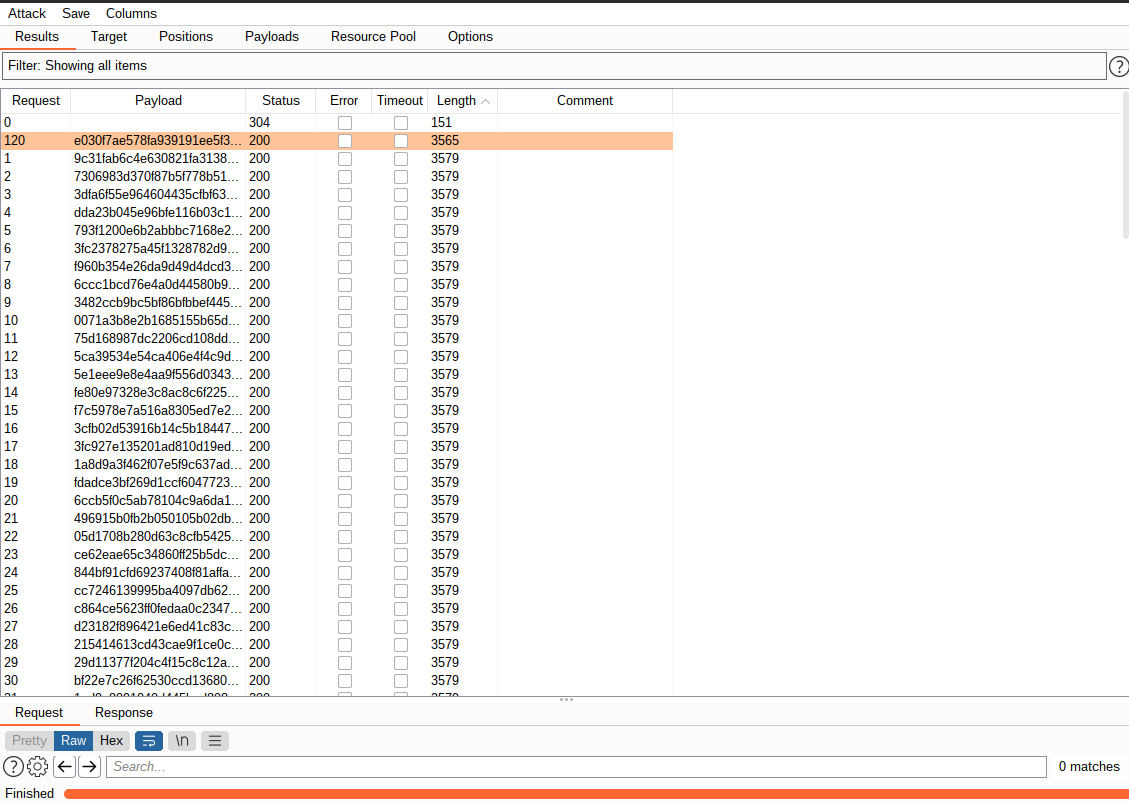 Attack Save Columns
Results Target Positions Payloads Resource Pool Options
Filter: Showing all items ?
Request Payload Status Error Timeout Length Comment
0 304 151
120 e030f7ae578fa939191ee5f3... 200 3565
1 9c31fab6c4e630821fa3138... 200 3579
2 7306983d370f87b5f778b51... 200 3579
3 3dfa6f55e964604435cfbf63... 200 3579
4 dda23b045e96bfe116b03c1... 200 3579
5 793f1200e6b2abbbc7168e2... 200 3579
6 3fc2378275a45f1328782d9... 200 3579
7 f960b354e26da9d49d4dcd3... 200 3579
8 6ccc1bcd76e4a0d44580b9... 200 3579
9 3482ccb9bc5bf86bfbbef445... 200 3579
10 0071a3b8e2b1685155b65d... 200 3579
11 75d168987dc2206cd108dd... 200 3579
12 5ca39534e54ca406e4f4c9d... 200 3579
13 5e1eee9e8e4aa9f556d0343... 200 3579
14 fe80e97328e3c8ac8c6f225... 200 3579
15 f7c5978e7a516a8305ed7e2... 200 3579
16 3cfb02d53916b14c5b18447... 200 3579
17 3fc927e135201ad810d19ed... 200 3579
18 1a8d9a3f462f07e5f9c637ad... 200 3579
19 fdadce3bf269d1ccf6047723... 200 3579
20 6ccb5f0c5ab78104c9a6da1... 200 3579
21 496915b0fb2b050105b02db... 200 3579
22 05d1708b280d63c8cfb5425... 200 3579
23 ce62eae65c34860ff25b5dc... 200 3579
24 844bf91cfd69237408f81affa... 200 3579
25 cc7246139995ba4097db62... 200 3579
26 c864ce5623ff0fedaa0c2347... 200 3579
27 d23182f896421e6ed41c83c... 200 3579
28 215414613cd43cae9f1ce0c... 200 3579
29 29d11377f204c4f15c8c12a... 200 3579
30 bf22e7c26f62530ccd13680... 200 3579
Request Response
Pretty Raw Hex \n
? Search... 0 matches
Finished